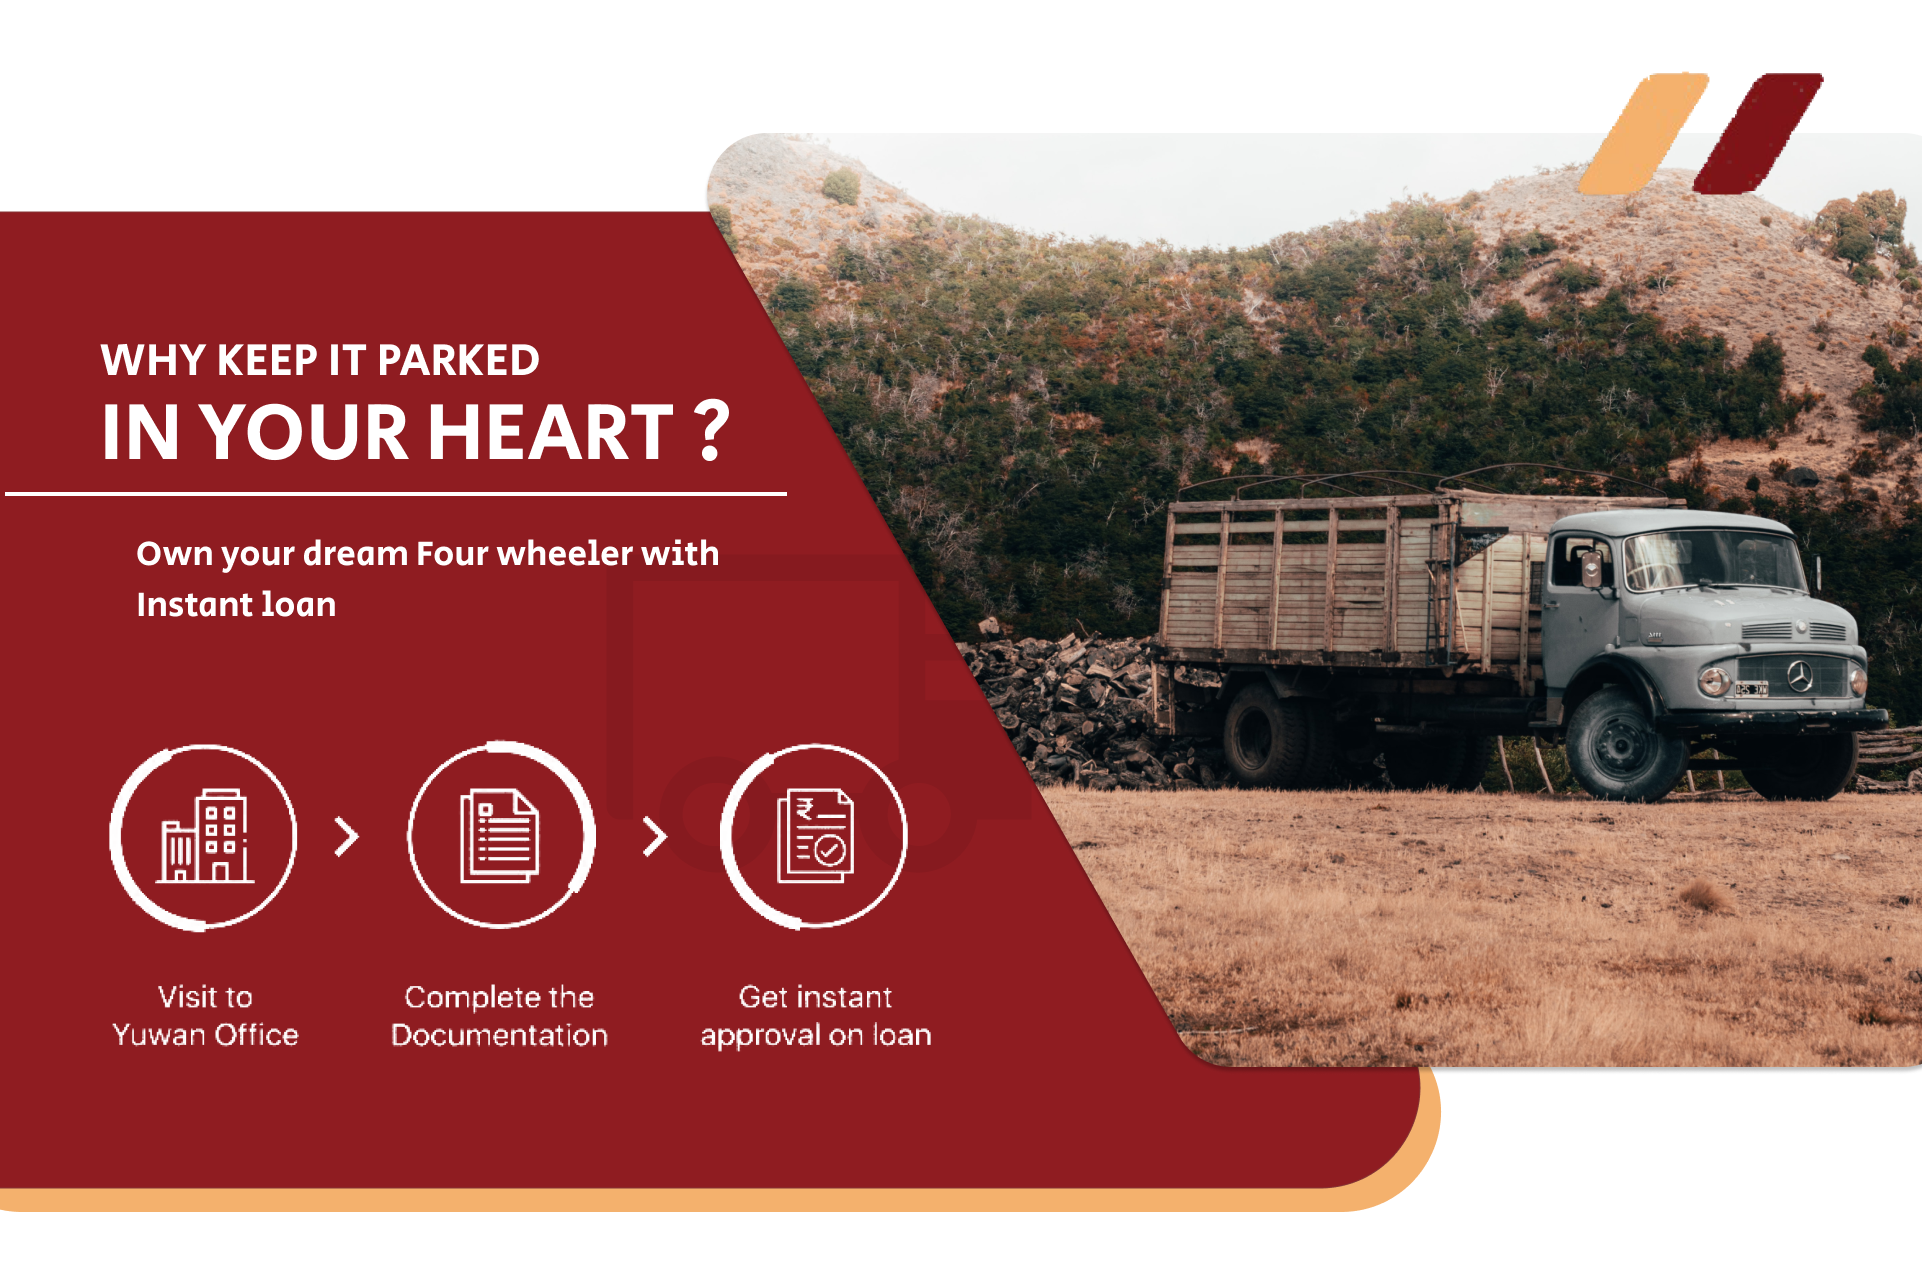 WHY KEEP IT PARKED
IN YOUR HEART ?
Own your dream Four wheeler with
Instant loan
₹
Visit to
Yuwan Office
Complete the
Documentation
Get instant
approval on loan